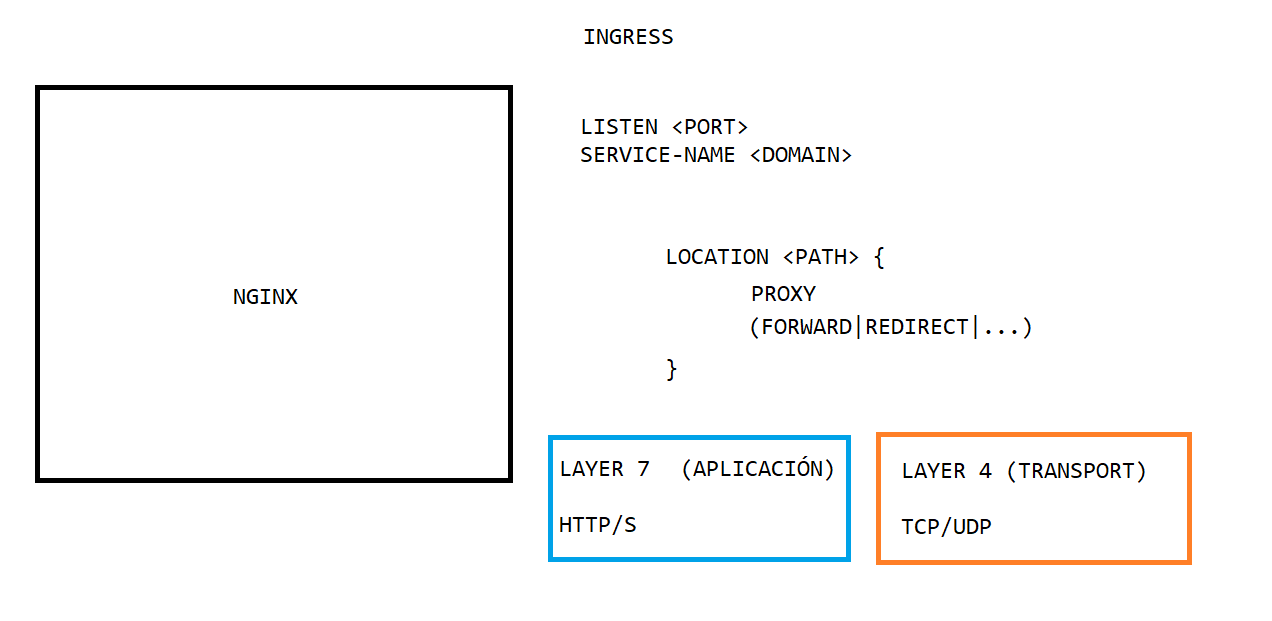 INGRESS
LISTEN <PORT>
SERVICE-NAME <DOMAIN>
NGINX
LOCATION <PATH> {
PROXY
(FORWARD|REDIRECT|...)
}
LAYER 7 (APLICACIÓN)
HTTP/S
LAYER 4 (TRANSPORT)
TCP/UDP